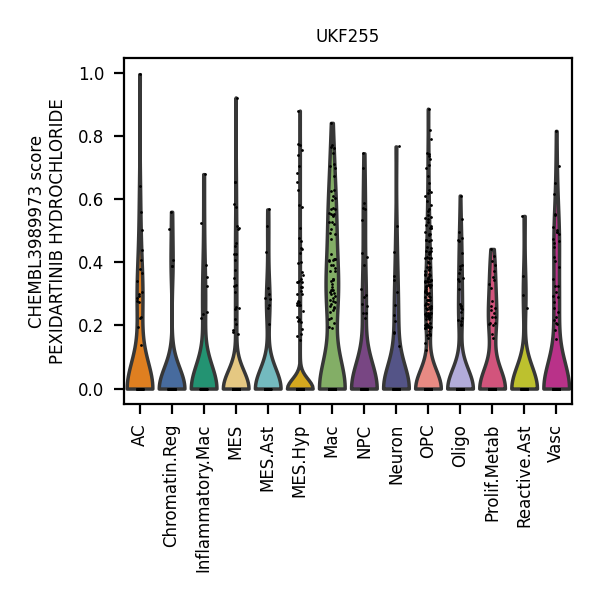 UKF255
CHEMBL3989973 score
PEXIDARTINIB HYDROCHLORIDE
1.0
0.8
0.6
0.4
0.2
0.0
AC
Chromatin.Reg
Inflammatory.Mac
MES
MES.Ast
MES.Hyp
Mac
NPC
Neuron
OPC
Oligo
Prolif.Metab
Reactive.Ast
Vasc